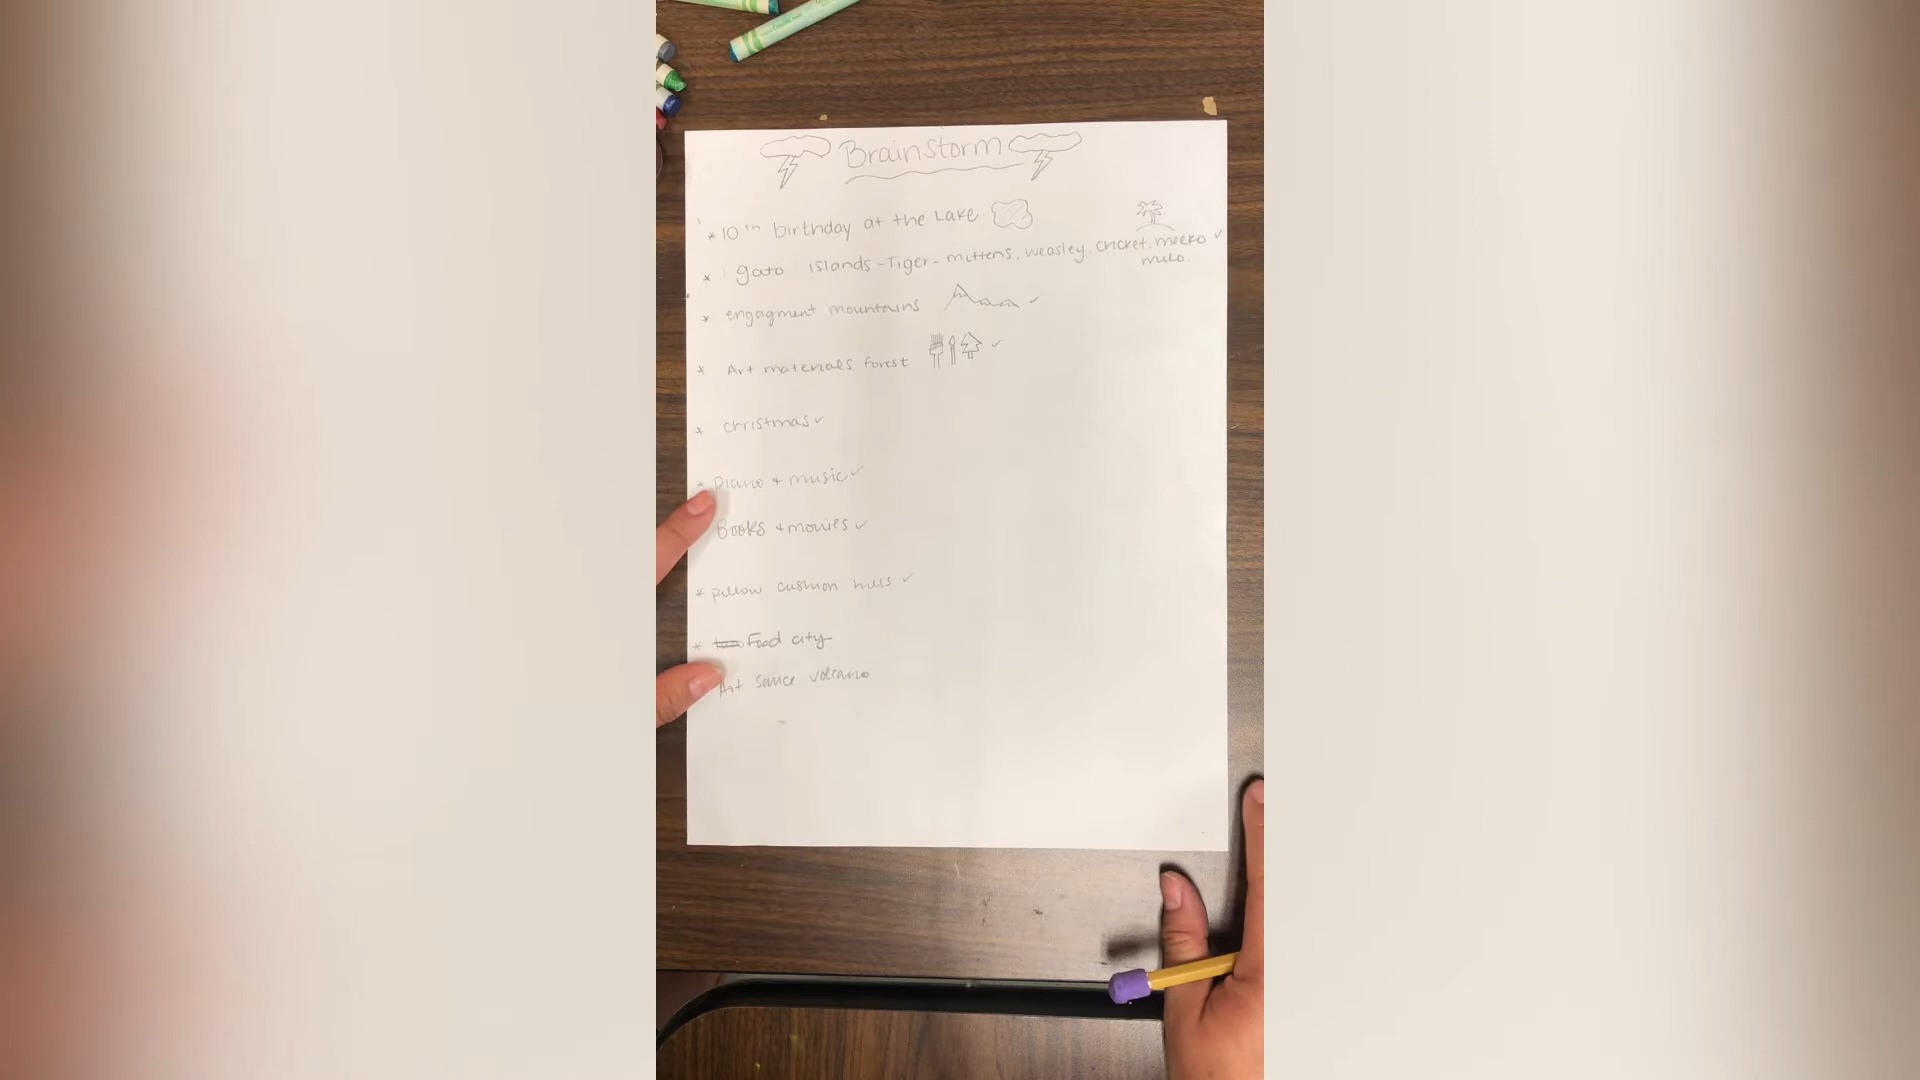 Brainstorm
* 10th birthday at the Lake
* gato islands - Tiger - mittens, weasley, cricket, meeko ✓
milo
* engagment mountains ✓
* Art materials forest ✓
* christmas ✓
* Piano + music ✓
Books + movies ✓
* pillow cushion hills ✓
* Food city
Art sauce volcano